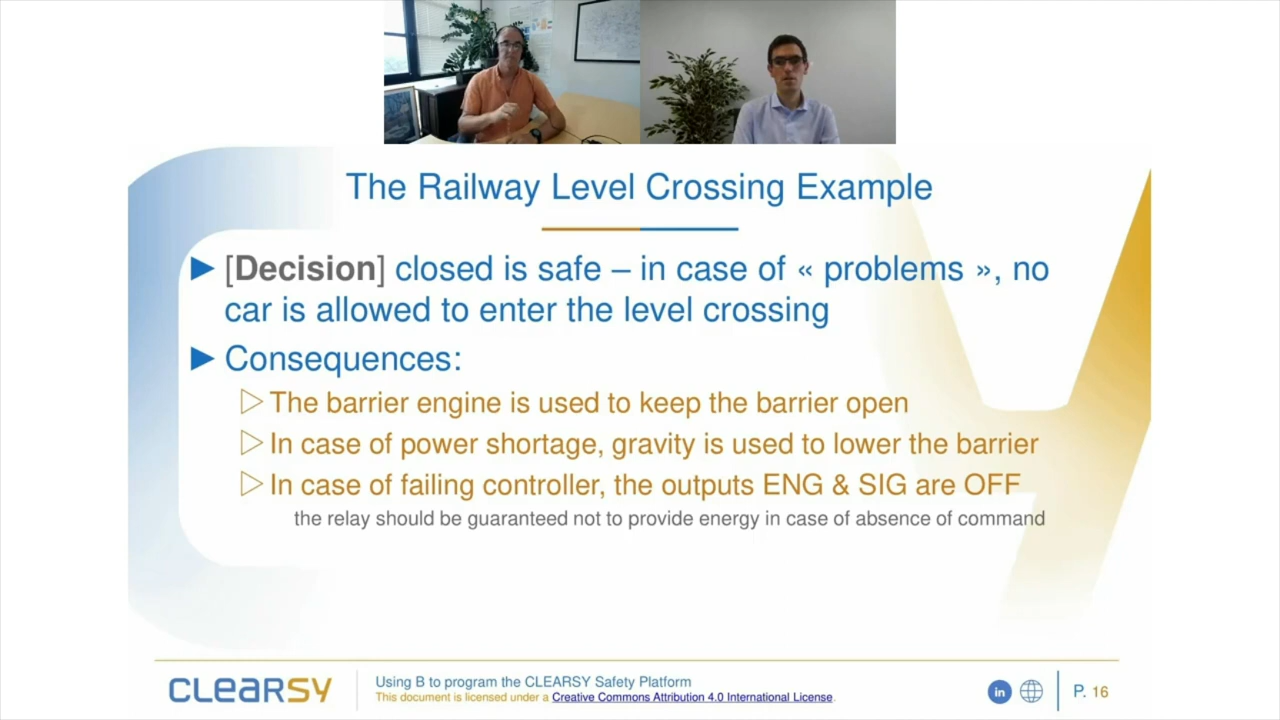 The Railway Level Crossing Example
[Decision] closed is safe – in case of « problems », no
car is allowed to enter the level crossing
Consequences:
The barrier engine is used to keep the barrier open
In case of power shortage, gravity is used to lower the barrier
In case of failing controller, the outputs ENG & SIG are OFF
the relay should be guaranteed not to provide energy in case of absence of command
CLEARSY
Using B to program the CLEARSY Safety Platform
This document is licensed under a Creative Commons Attribution 4.0 International License.
in
P. 16